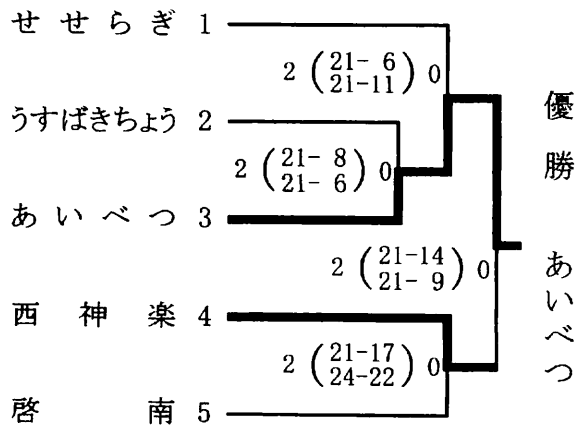 せせらぎ 1
2 (21- 6 21-11) 0
うすばきちょう 2
2 (21- 8 21- 6) 0
あいべつ 3
2 (21-14 21- 9) 0
西神楽 4
2 (21-17 24-22) 0
啓南 5
優勝 あいべつ